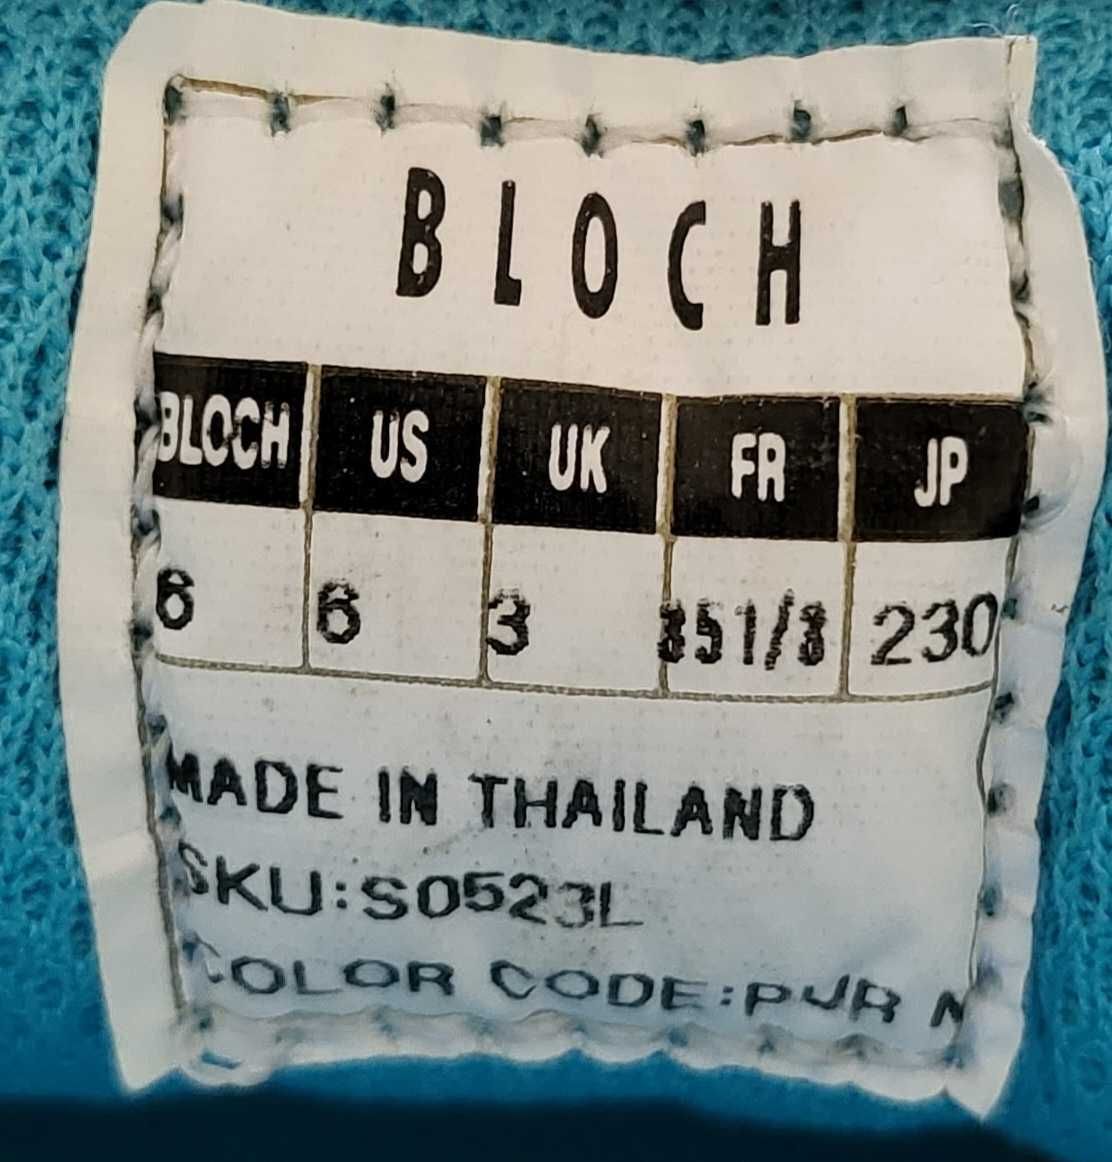 BLOCH
BLOCH US UK FR JP
6 6 3 351/3 230
MADE IN THAILAND
SKU:S0523L
COLOR CODE:PUR M